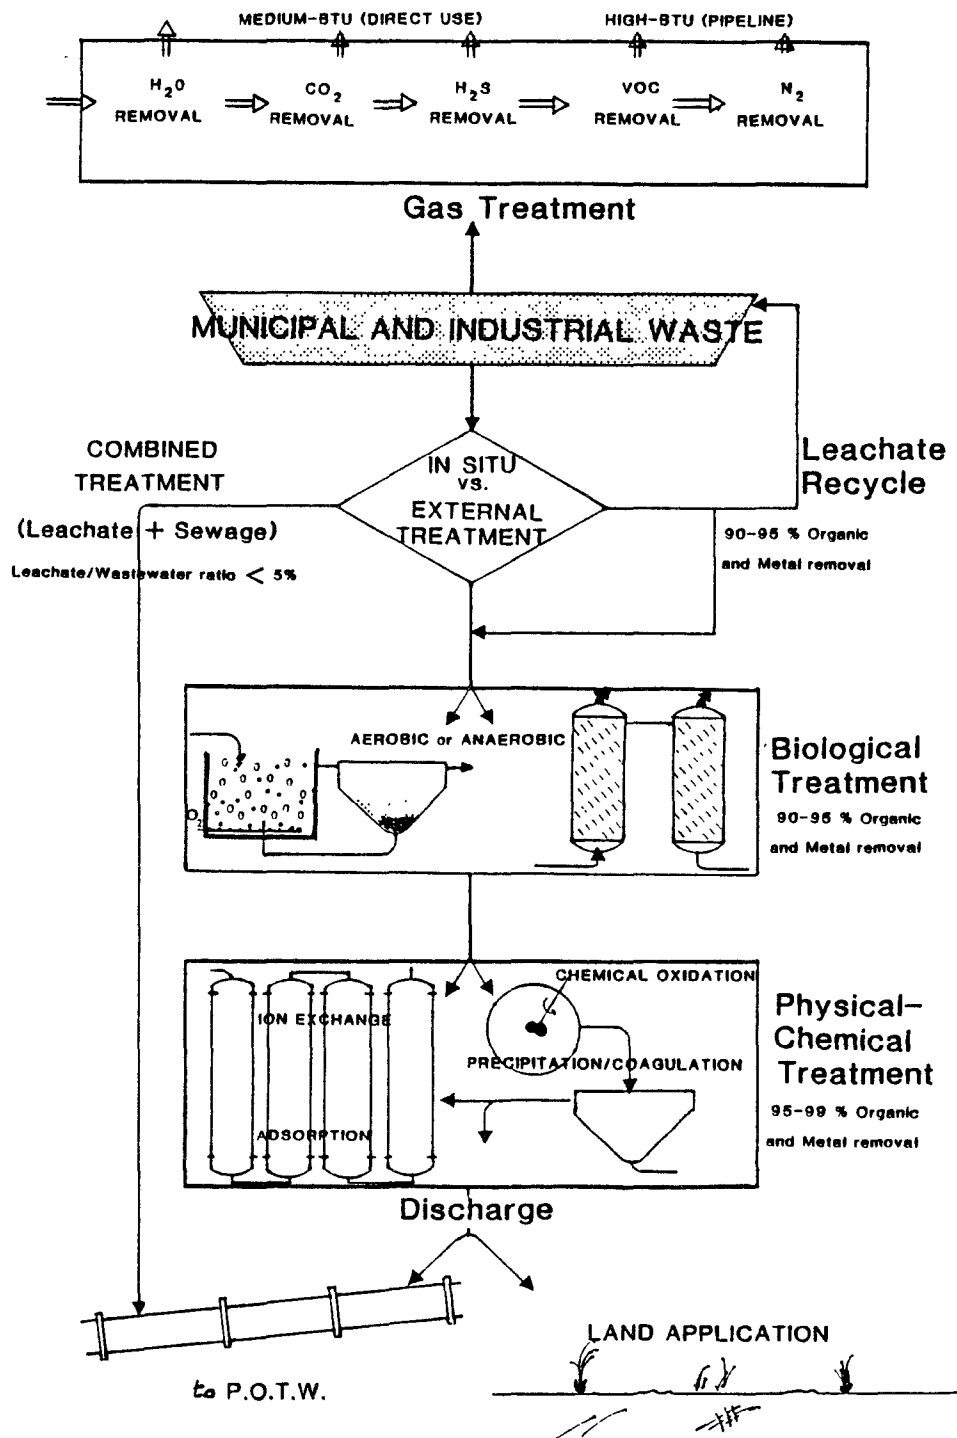 MEDIUM-BTU (DIRECT USE) HIGH-BTU (PIPELINE)
H2O REMOVAL
CO2 REMOVAL
H2S REMOVAL
VOC REMOVAL
N2 REMOVAL
Gas Treatment
MUNICIPAL AND INDUSTRIAL WASTE
COMBINED
TREATMENT
(Leachate + Sewage)
Leachate/Wastewater ratio < 5%
IN SITU
VS.
EXTERNAL
TREATMENT
Leachate
Recycle
90-95 % Organic
and Metal removal
AEROBIC or ANAEROBIC
O2
Biological
Treatment
90-95 % Organic
and Metal removal
CHEMICAL OXIDATION
ION EXCHANGE
PRECIPITATION/COAGULATION
ADSORPTION
Physical-
Chemical
Treatment
95-99 % Organic
and Metal removal
Discharge
to P.O.T.W.
LAND APPLICATION